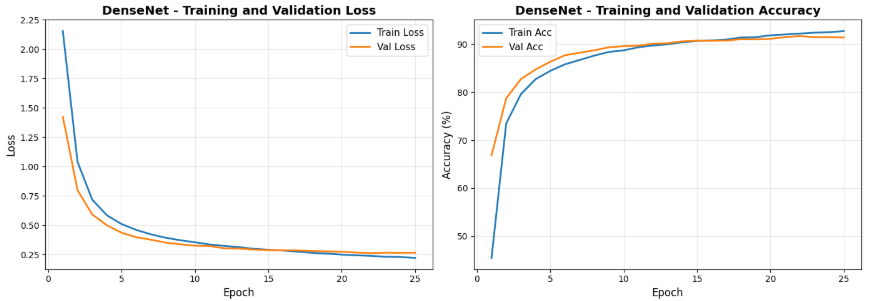 DenseNet - Training and Validation Loss
2.25
2.00
1.75
1.50
1.25
1.00
0.75
0.50
0.25
Loss
Train Loss
Val Loss
0 5 10 15 20 25
Epoch
DenseNet - Training and Validation Accuracy
90
80
70
60
50
Accuracy (%)
Train Acc
Val Acc
0 5 10 15 20 25
Epoch